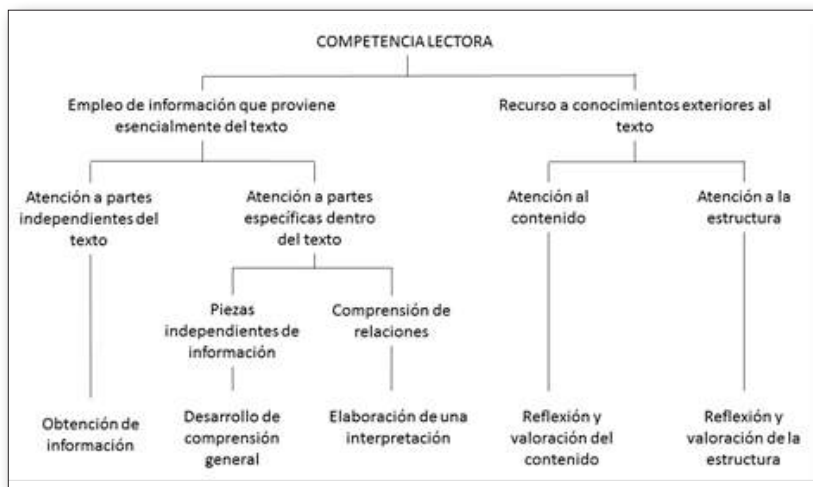 COMPETENCIA LECTORA
Empleo de información que proviene
esencialmente del texto
Recurso a conocimientos exteriores al
texto
Atención a partes
independientes del
texto
Atención a partes
específicas dentro
del texto
Atención al
contenido
Atención a la
estructura
Piezas
independientes de
información
Comprensión de
relaciones
Obtención de
información
Desarrollo de
comprensión
general
Elaboración de una
interpretación
Reflexión y
valoración del
contenido
Reflexión y
valoración de la
estructura